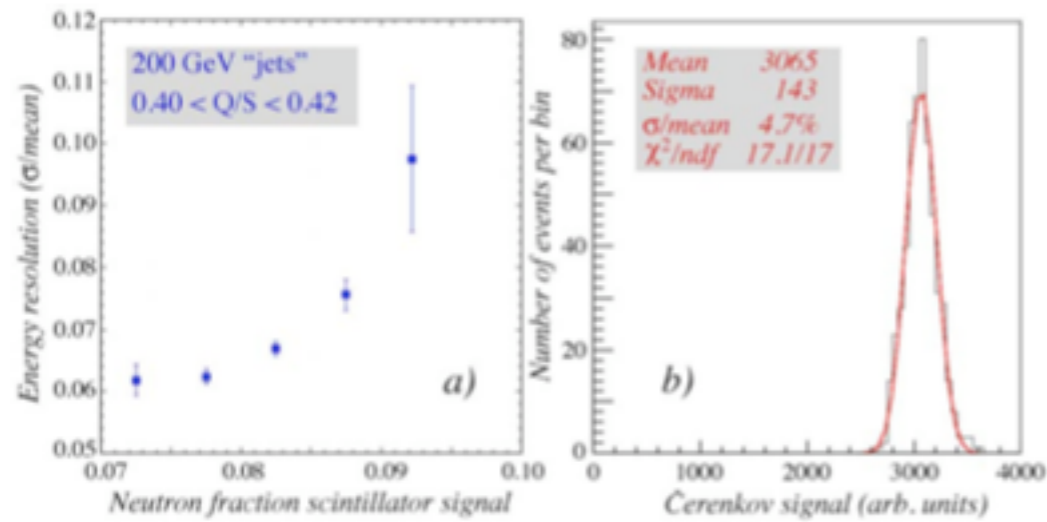 0.12
0.11
0.10
0.09
0.08
0.07
0.06
0.05
Energy resolution (σ/mean)
200 GeV “jets”
0.40 < Q/S < 0.42
a)
0.07 0.08 0.09 0.10
Neutron fraction scintillator signal
80
60
40
20
0
Number of events per bin
Mean 3065
Sigma 143
σ/mean 4.7%
χ²/ndf 17.1/17
b)
0 1000 2000 3000 4000
Čerenkov signal (arb. units)